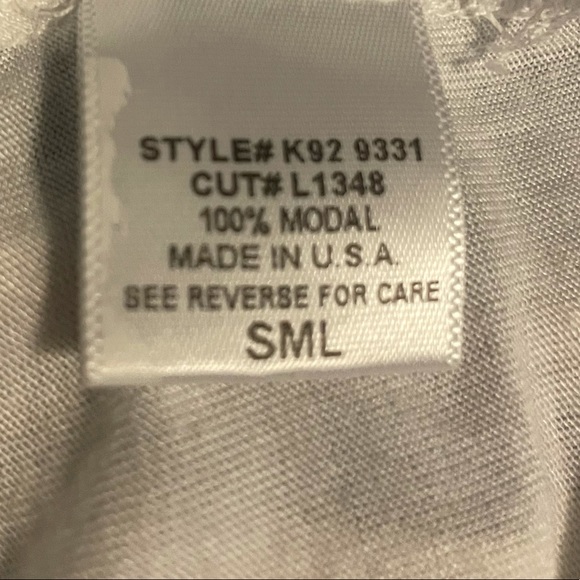 STYLE# K92 9331
CUT# L1348
100% MODAL
MADE IN U.S.A.
SEE REVERSE FOR CARE
SML